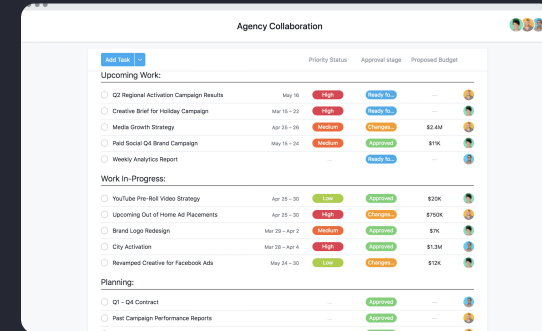 Agency Collaboration
Add Task Priority Status Approval stage Proposed Budget
Upcoming Work:
Q2 Regional Activation Campaign Results May 16 High Ready fo... —
Creative Brief for Holiday Campaign Mar 15 – 22 High Ready fo... —
Media Growth Strategy Apr 25 – 26 Medium Changes... $2.4M
Paid Social Q4 Brand Campaign May 15 – 24 Medium Approved $11K
Weekly Analytics Report — Ready fo... —
Work In-Progress:
YouTube Pre-Roll Video Strategy Apr 25 – 30 Low Approved $20K
Upcoming Out of Home Ad Placements Apr 25 – 30 High Changes... $750K
Brand Logo Redesign Mar 29 – Apr 2 Medium Approved $7K
City Activation Mar 28 – Apr 4 High Approved $1.3M
Revamped Creative for Facebook Ads May 24 – 30 Low Changes... $12K
Planning:
Q1 - Q4 Contract — Approved —
Past Campaign Performance Reports — Approved —